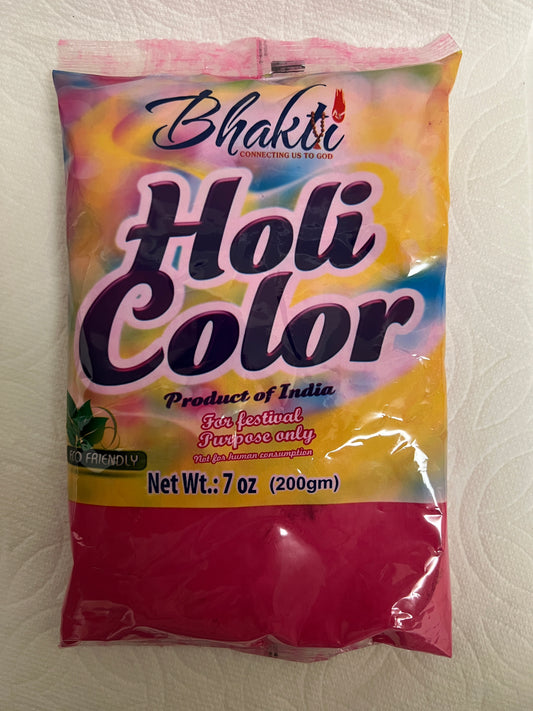 Bhakti
CONNECTING US TO GOD
Holi
Color
Product of India
For festival
Purpose only
Not for human consumption
ECO FRIENDLY
Net Wt.: 7 oz (200gm)